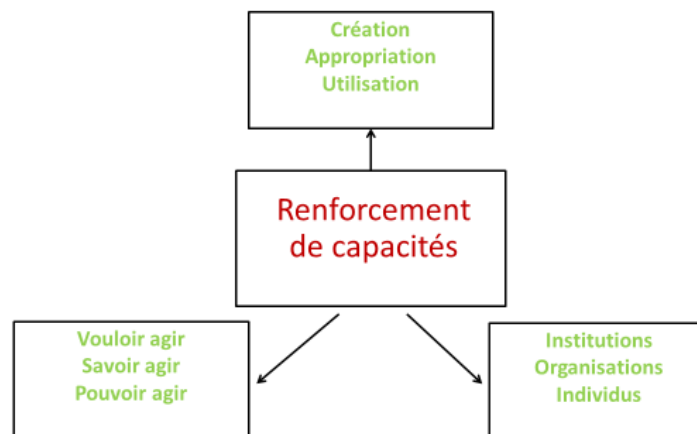 Création
Appropriation
Utilisation
Renforcement
de capacités
Vouloir agir
Savoir agir
Pouvoir agir
Institutions
Organisations
Individus